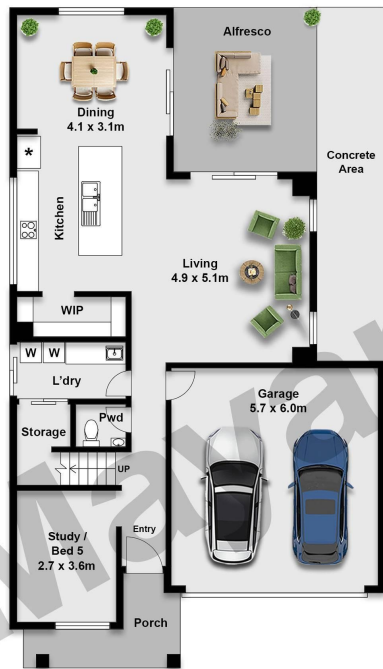 Alfresco
Dining
4.1 x 3.1m
Concrete
Area
*
Kitchen
Living
4.9 x 5.1m
WIP
W W
L'dry
Garage
5.7 x 6.0m
Pwd
Storage
UP
Entry
Study /
Bed 5
2.7 x 3.6m
Porch